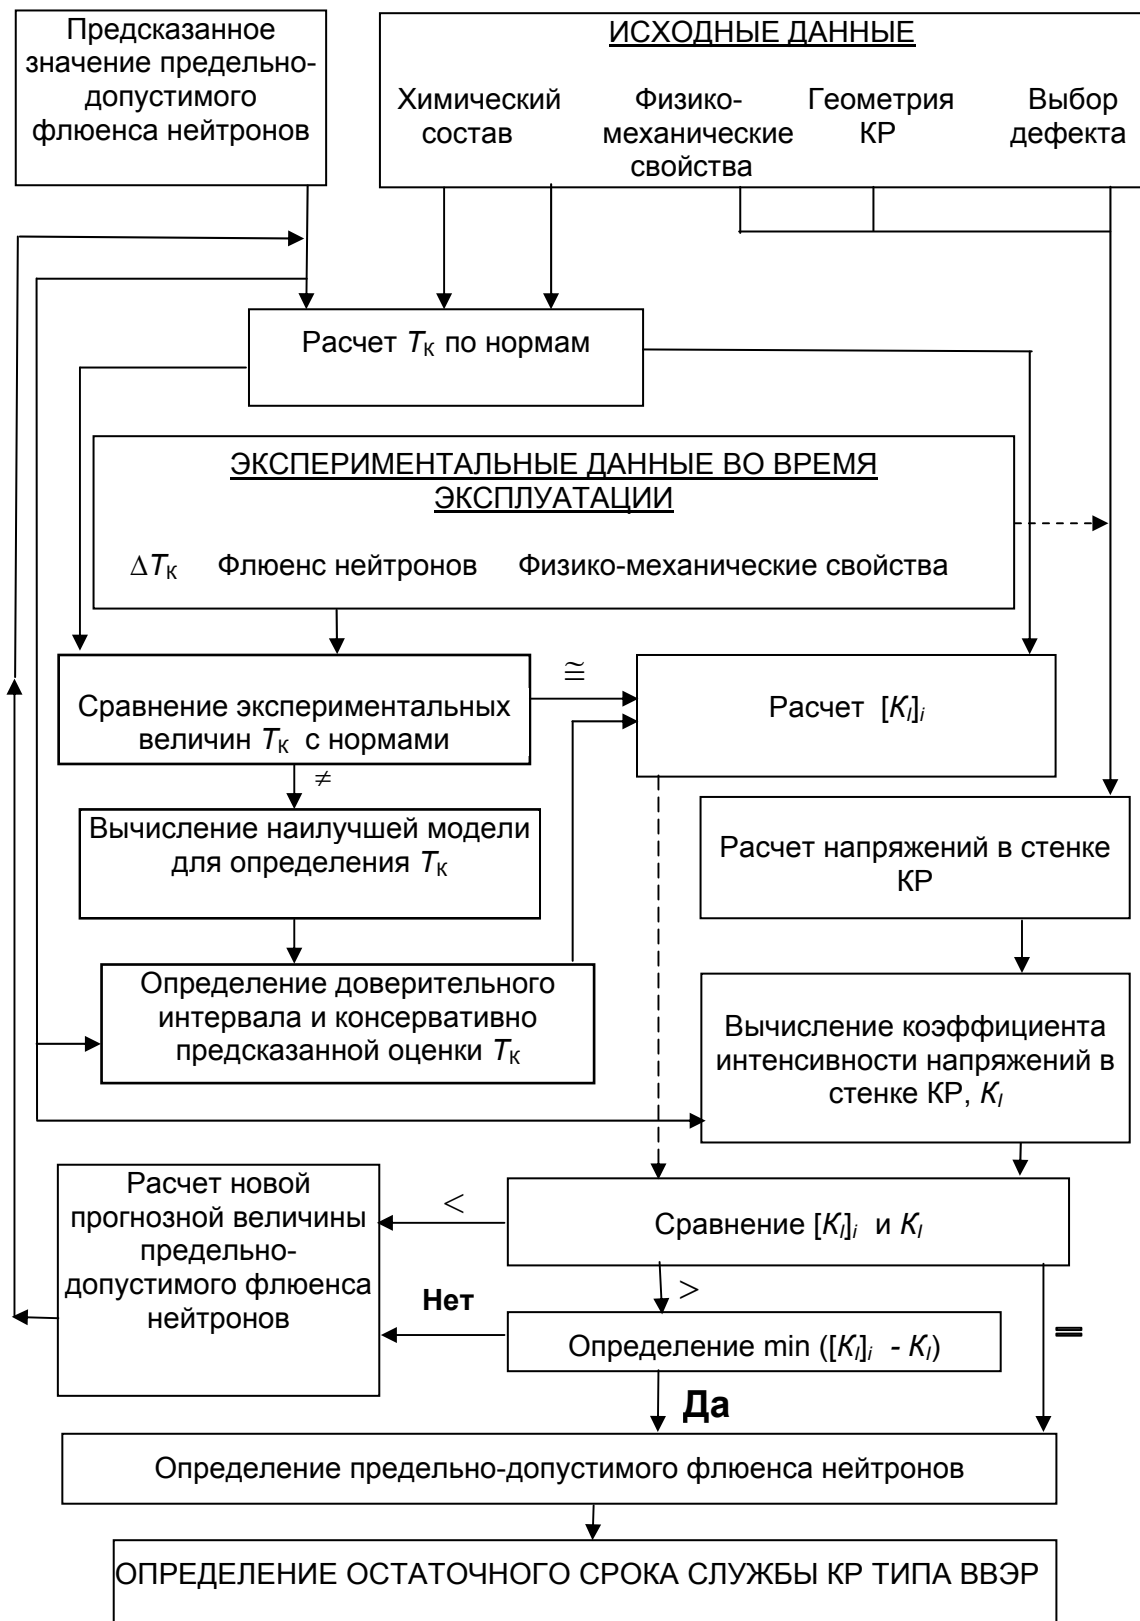 Предсказанное
значение предельно-
допустимого
флюенса нейтронов
ИСХОДНЫЕ ДАННЫЕ
Химический
состав
Физико-
механические
свойства
Геометрия
КР
Выбор
дефекта
Расчет Tк по нормам
ЭКСПЕРИМЕНТАЛЬНЫЕ ДАННЫЕ ВО ВРЕМЯ
ЭКСПЛУАТАЦИИ
ΔTк Флюенс нейтронов Физико-механические свойства
Сравнение экспериментальных
величин Tк с нормами
≅
Расчет [KI]i
≠
Вычисление наилучшей модели
для определения Tк
Расчет напряжений в стенке
КР
Определение доверительного
интервала и консервативно
предсказанной оценки Tк
Вычисление коэффициента
интенсивности напряжений в
стенке КР, KI
Расчет новой
прогнозной величины
предельно-
допустимого флюенса
нейтронов
<
Сравнение [KI]i и KI
>
Нет
=
Определение min ([KI]i - KI)
Да
Определение предельно-допустимого флюенса нейтронов
ОПРЕДЕЛЕНИЕ ОСТАТОЧНОГО СРОКА СЛУЖБЫ КР ТИПА ВВЭР